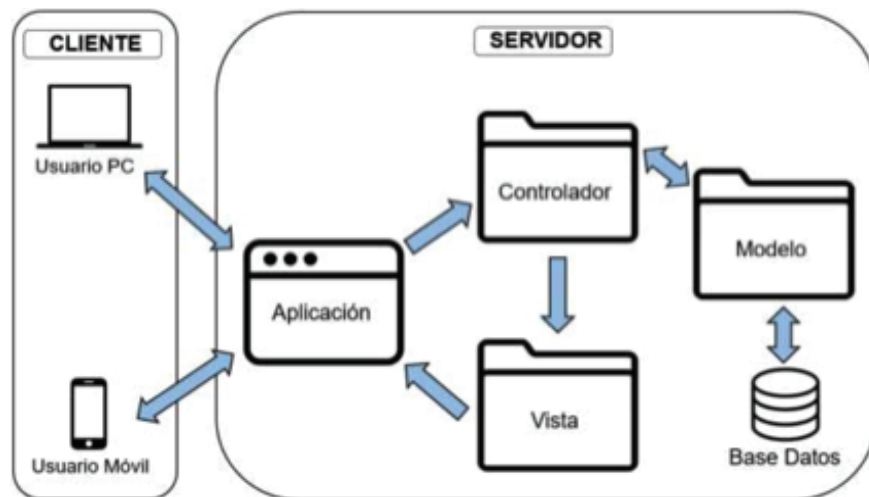 CLIENTE
SERVIDOR
Usuario PC
Controlador
Modelo
Aplicación
Vista
Base Datos
Usuario Móvil